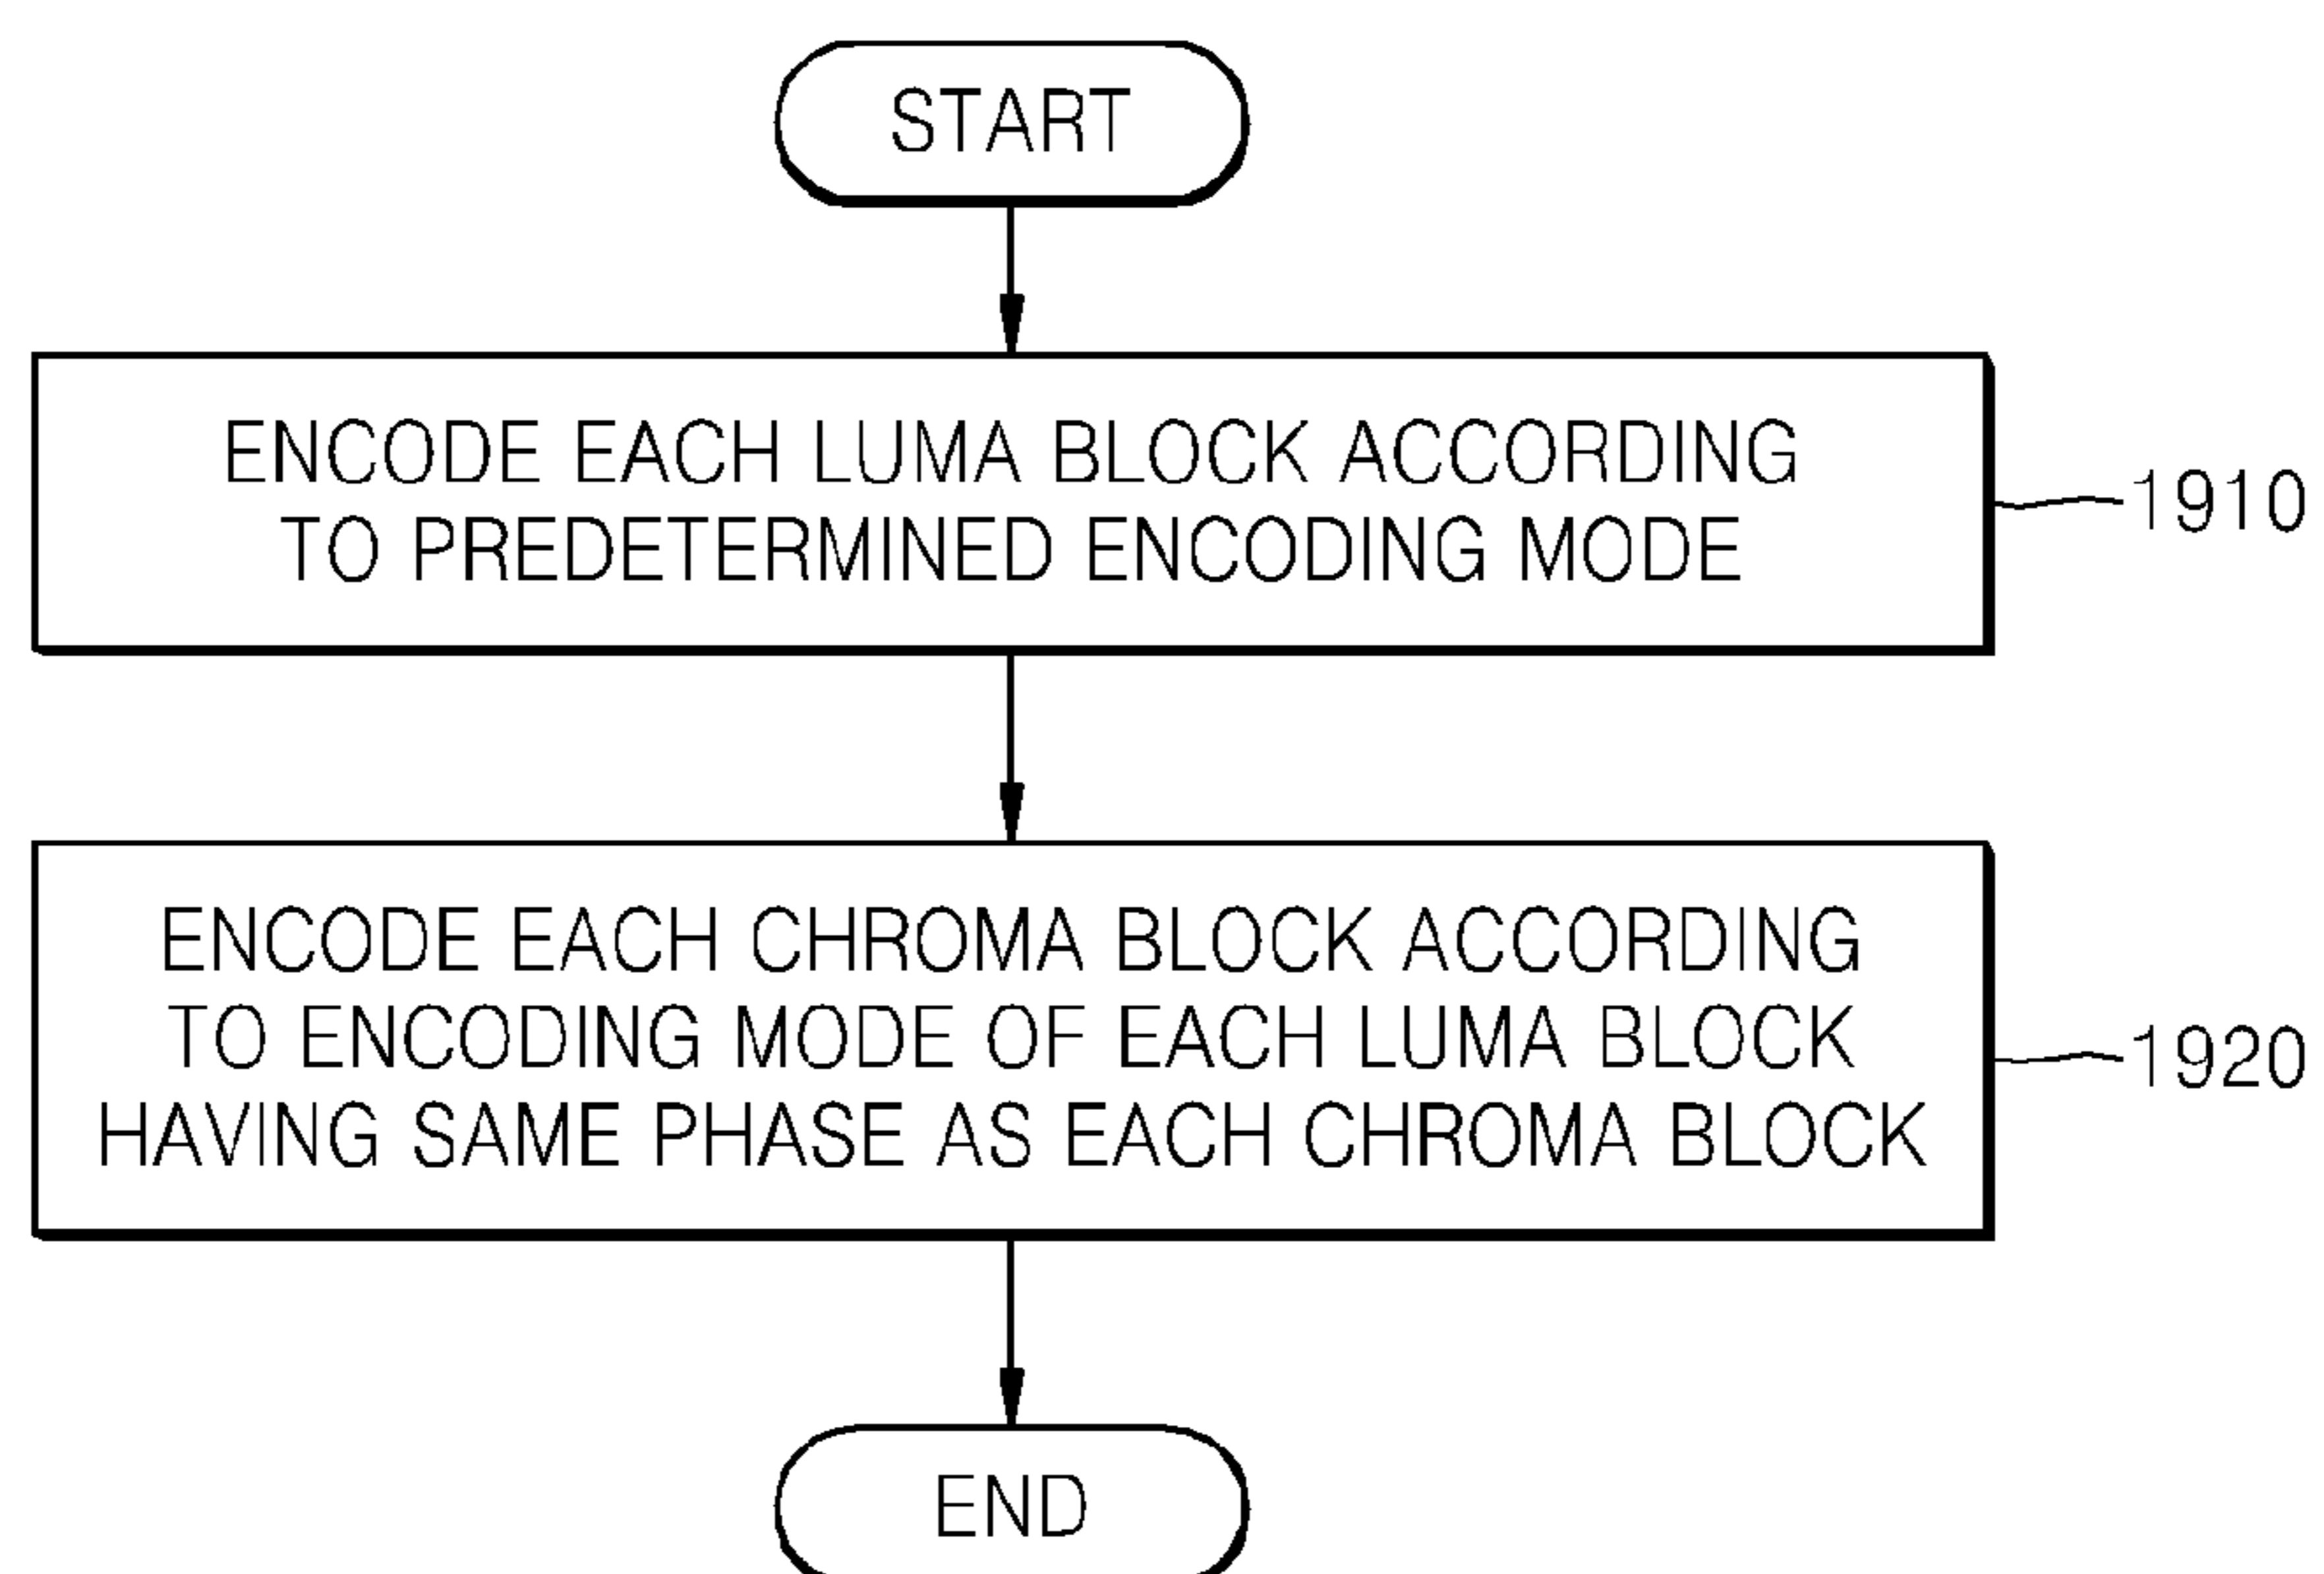 START
ENCODE EACH LUMA BLOCK ACCORDING
TO PREDETERMINED ENCODING MODE
1910
ENCODE EACH CHROMA BLOCK ACCORDING
TO ENCODING MODE OF EACH LUMA BLOCK
HAVING SAME PHASE AS EACH CHROMA BLOCK
1920
END